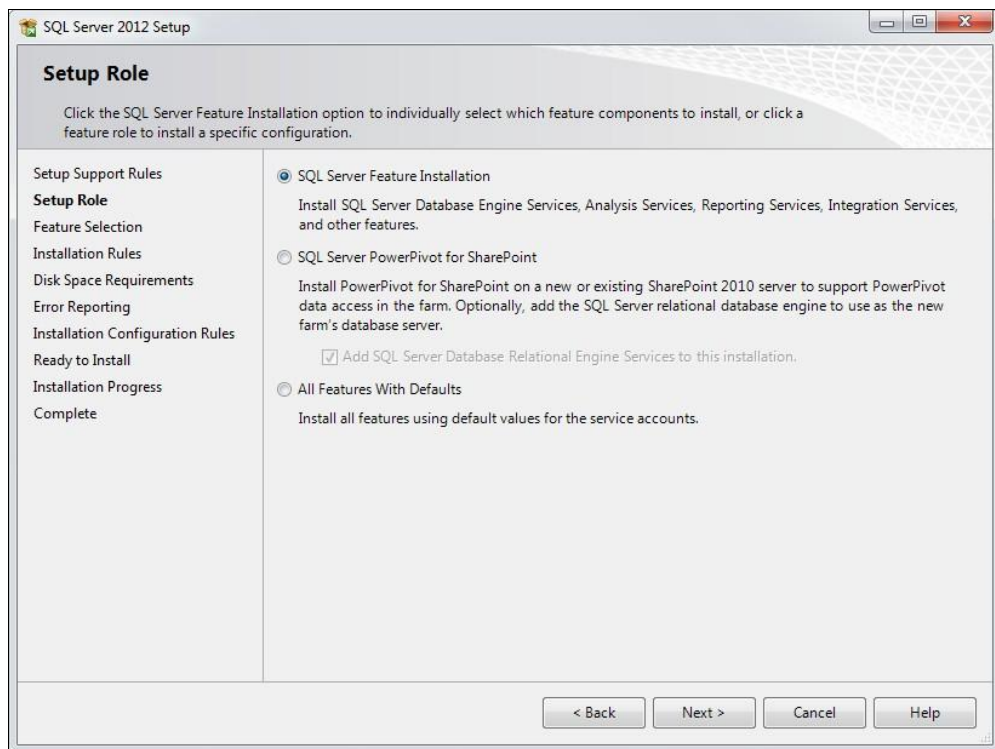 SQL Server 2012 Setup
Setup Role
Click the SQL Server Feature Installation option to individually select which feature components to install, or click a
feature role to install a specific configuration.
Setup Support Rules
Setup Role
Feature Selection
Installation Rules
Disk Space Requirements
Error Reporting
Installation Configuration Rules
Ready to Install
Installation Progress
Complete
SQL Server Feature Installation
Install SQL Server Database Engine Services, Analysis Services, Reporting Services, Integration Services,
and other features.
SQL Server PowerPivot for SharePoint
Install PowerPivot for SharePoint on a new or existing SharePoint 2010 server to support PowerPivot
data access in the farm. Optionally, add the SQL Server relational database engine to use as the new
farm's database server.
Add SQL Server Database Relational Engine Services to this installation.
All Features With Defaults
Install all features using default values for the service accounts.
< Back
Next >
Cancel
Help